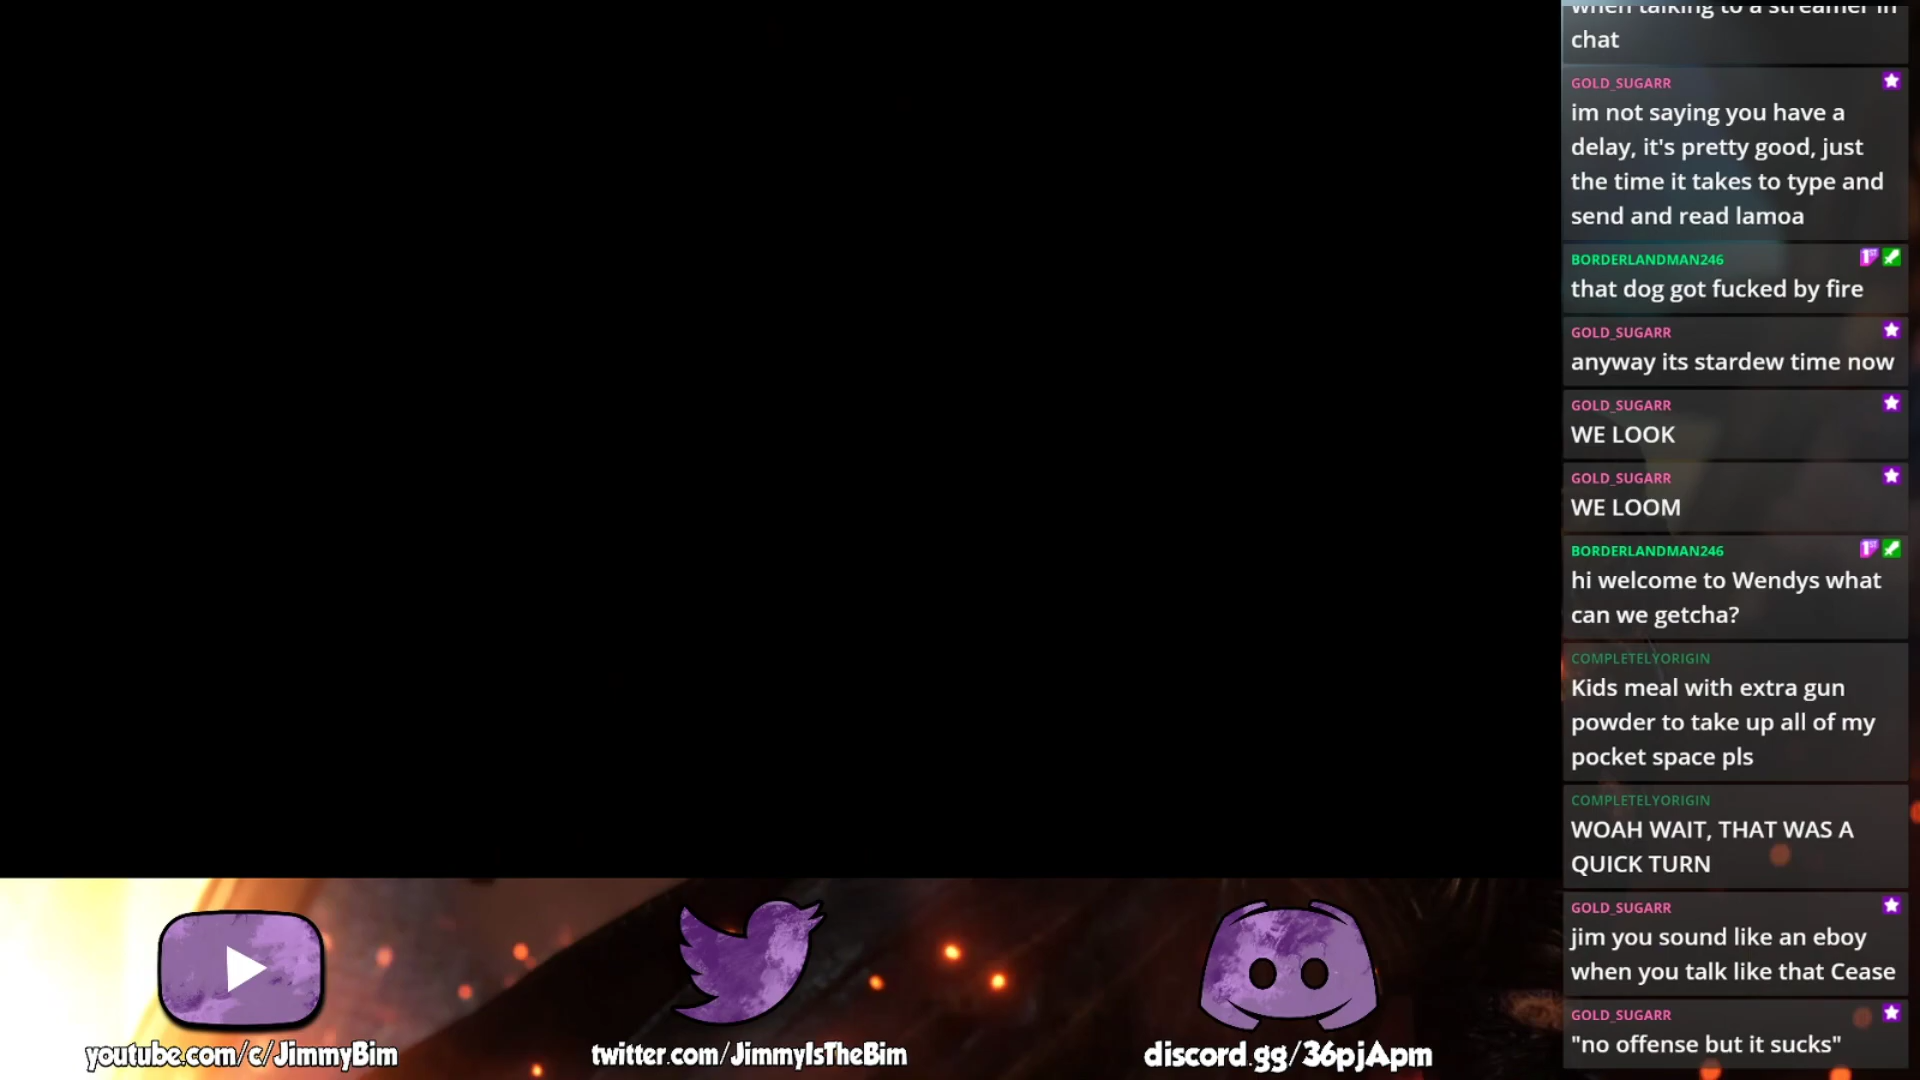 when talking to a streamer in
chat
GOLD_SUGARR
im not saying you have a
delay, it's pretty good, just
the time it takes to type and
send and read lamoa
BORDERLANDMAN246
that dog got fucked by fire
GOLD_SUGARR
anyway its stardew time now
GOLD_SUGARR
WE LOOK
GOLD_SUGARR
WE LOOM
BORDERLANDMAN246
hi welcome to Wendys what
can we getcha?
COMPLETELYORIGIN
Kids meal with extra gun
powder to take up all of my
pocket space pls
COMPLETELYORIGIN
WOAH WAIT, THAT WAS A
QUICK TURN
GOLD_SUGARR
jim you sound like an eboy
when you talk like that Cease
GOLD_SUGARR
"no offense but it sucks"
youtube.com/c/JimmyBim
twitter.com/JimmyIsTheBim
discord.gg/36pjApm